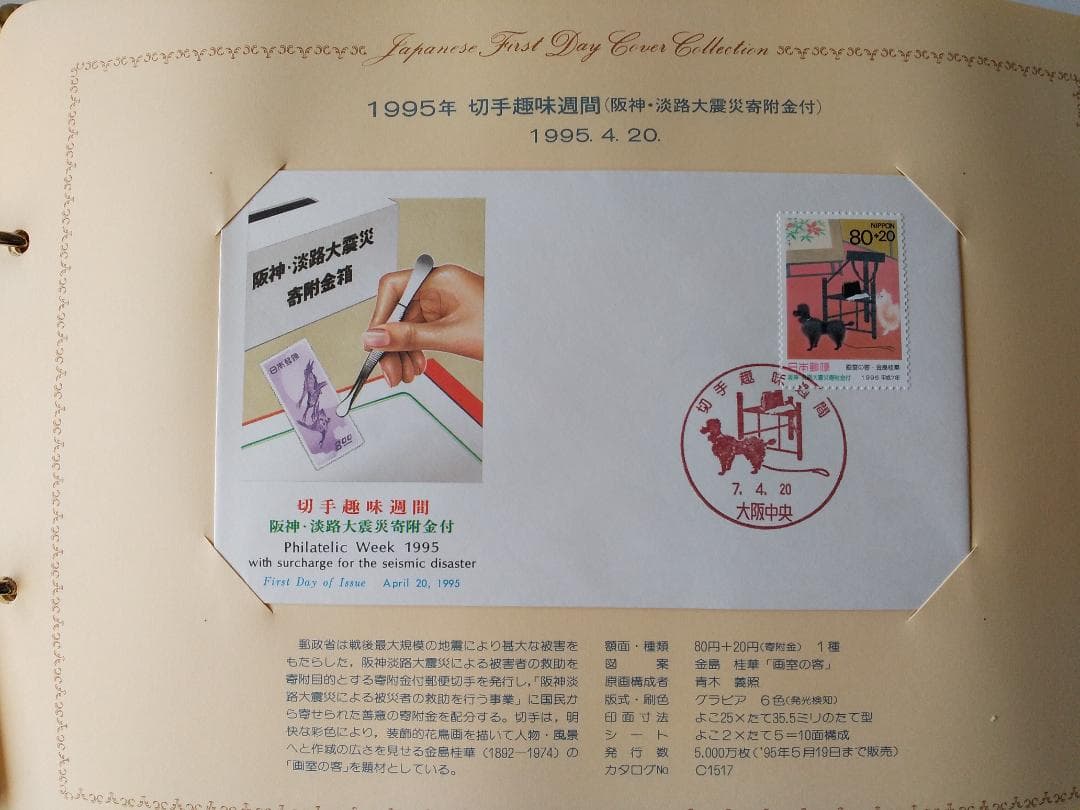 Japanese First Day Cover Collection
1995年 切手趣味週間(阪神・淡路大震災寄附金付)
1995. 4. 20.
阪神・淡路大震災
寄附金箱
日本郵便
8.00
切手趣味週間
阪神・淡路大震災寄附金付
Philatelic Week 1995
with surcharge for the seismic disaster
First Day of Issue April 20, 1995
NIPPON
80+20
日本郵便 画室の客・金島桂華
1995 平成7年
切手趣味週間
7. 4. 20
大阪中央
郵政省は戦後最大規模の地震により甚大な被害を
もたらした,阪神淡路大震災による被害者の救助を
寄附目的とする寄附金付郵便切手を発行し,「阪神淡
路大震災による被災者の救助を行う事業」に国民か
ら寄せられた善意の寄附金を配分する。切手は,明
快な彩色により,装飾的花鳥画を描いて人物・風景
へと作域の広さを見せる金島桂華(1892—1974)の
「画室の客」を題材としている。
額面・種類 80円+20円(寄附金) 1種
図案 金島 桂華「画室の客」
原画構成者 青木 義照
版式・刷色 グラビア 6色(発光検知)
印面寸法 よこ25×たて35.5ミリのたて型
シート よこ2×たて5=10面構成
発行数 5,000万枚('95年5月19日まで販売)
カタログNo C1517